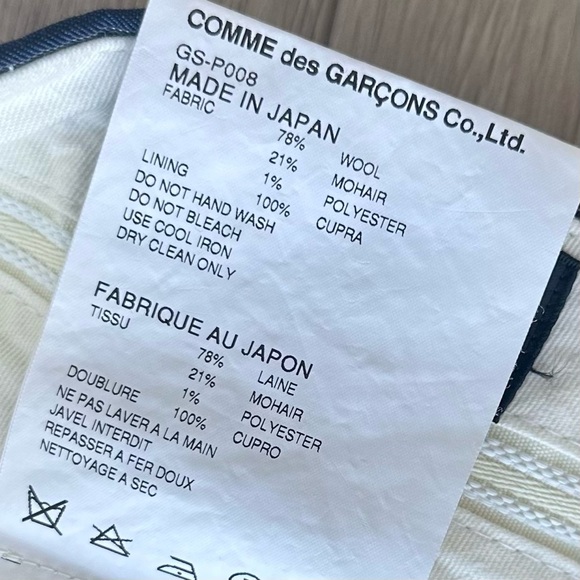 COMME des GARÇONS Co.,Ltd.
GS-P008
MADE IN JAPAN
FABRIC 78% WOOL
21% MOHAIR
1% POLYESTER
LINING 100% CUPRA
DO NOT HAND WASH
DO NOT BLEACH
USE COOL IRON
DRY CLEAN ONLY
FABRIQUE AU JAPON
TISSU 78% LAINE
21% MOHAIR
1% POLYESTER
DOUBLURE 100% CUPRO
NE PAS LAVER A LA MAIN
JAVEL INTERDIT
REPASSER A FER DOUX
NETTOYAGE A SEC